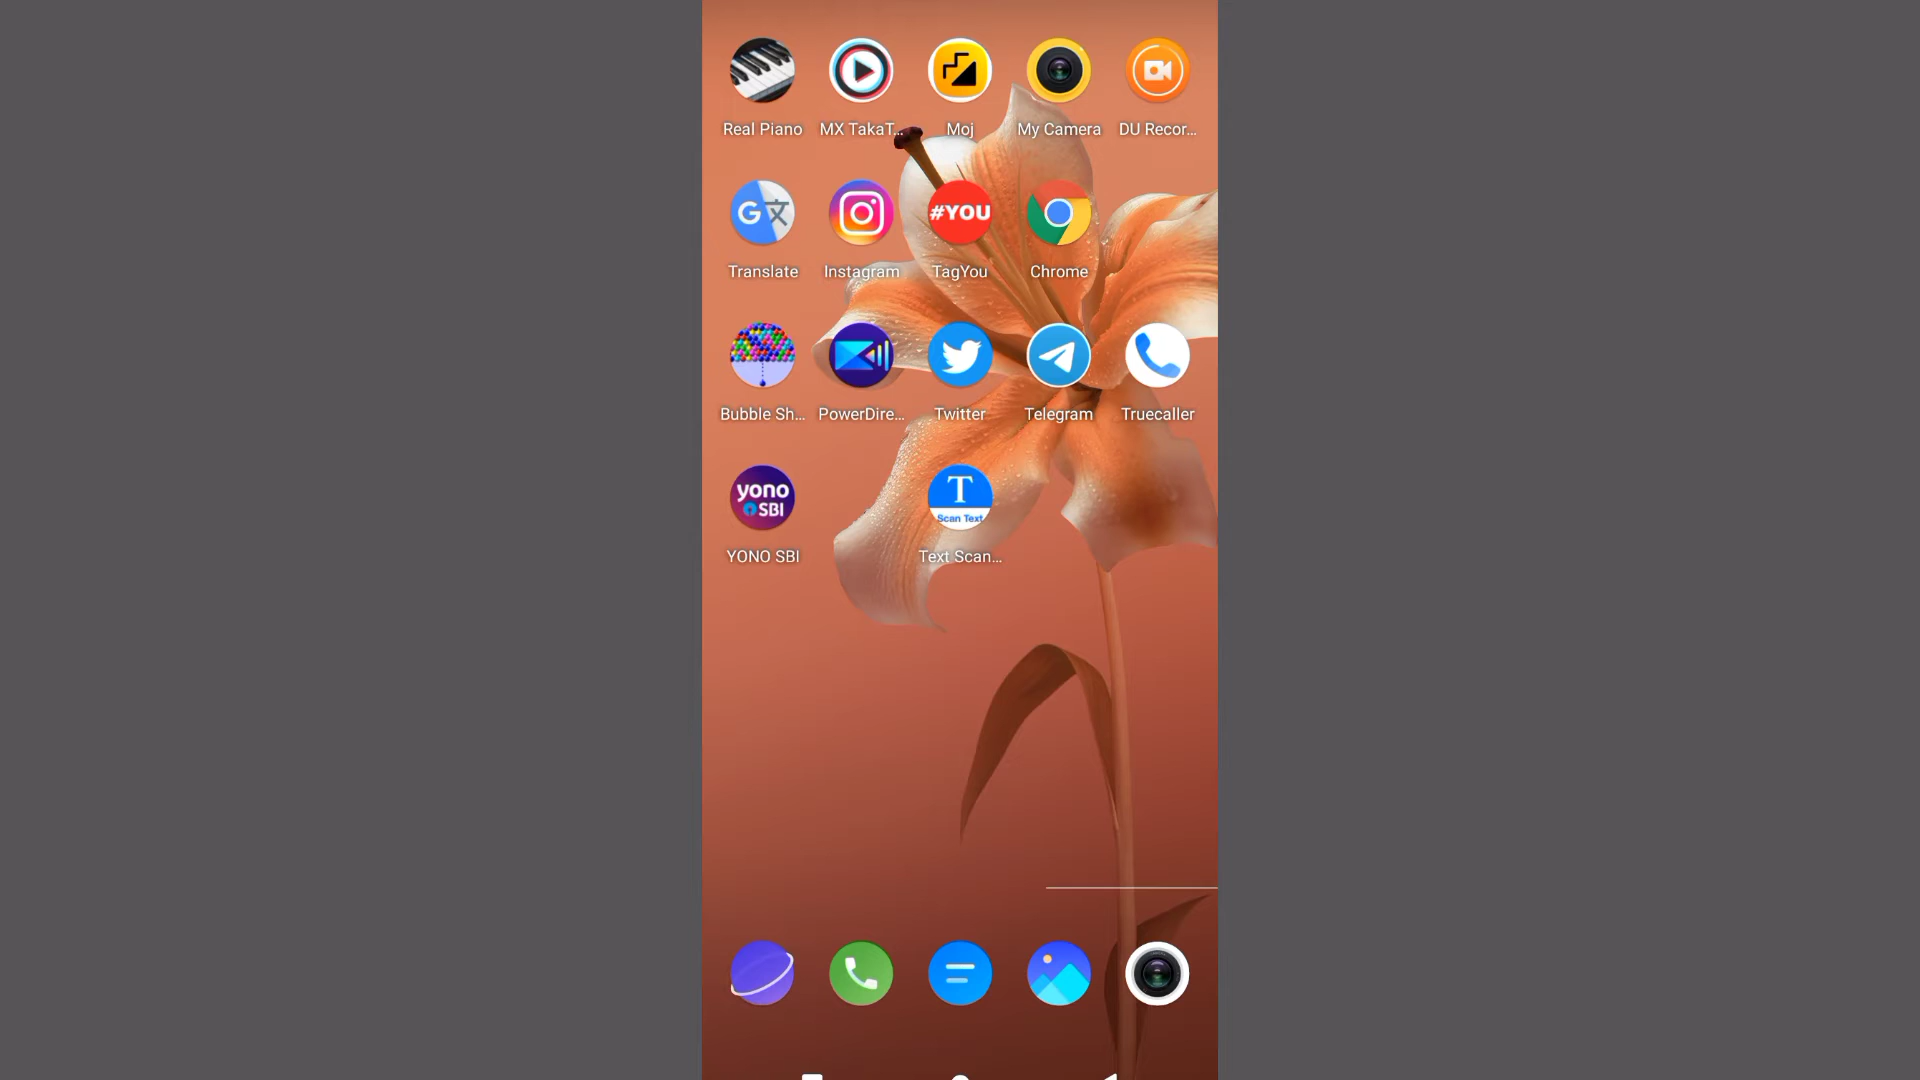 Real Piano MX TakaT... Moj My Camera DU Recor...
#YOU
Translate Instagram TagYou Chrome
Bubble Sh... PowerDire... Twitter Telegram Truecaller
yono
SBI
T
Scan Text
YONO SBI Text Scan...